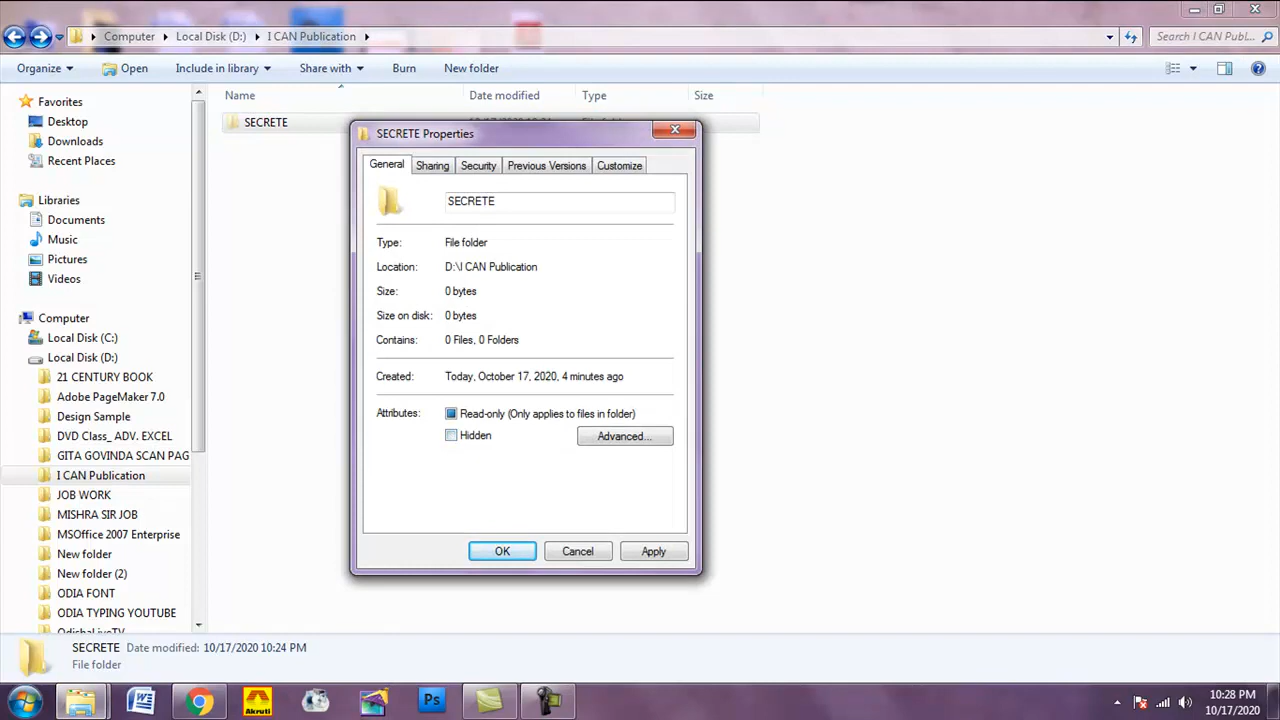 Computer
Local Disk (D:)
I CAN Publication
Search I CAN Publ...
Organize
Open
Include in library
Share with
Burn
New folder
Name
Date modified
Type
Size
Favorites
Desktop
Downloads
Recent Places
Libraries
Documents
Music
Pictures
Videos
Computer
Local Disk (C:)
Local Disk (D:)
21 CENTURY BOOK
Adobe PageMaker 7.0
Design Sample
DVD Class_ ADV. EXCEL
GITA GOVINDA SCAN PAG
I CAN Publication
JOB WORK
MISHRA SIR JOB
MSOffice 2007 Enterprise
New folder
New folder (2)
ODIA FONT
ODIA TYPING YOUTUBE
OdishaLiveTV
SECRETE
SECRETE Properties
General
Sharing
Security
Previous Versions
Customize
SECRETE
Type: File folder
Location: D:\I CAN Publication
Size: 0 bytes
Size on disk: 0 bytes
Contains: 0 Files, 0 Folders
Created: Today, October 17, 2020, 4 minutes ago
Attributes: Read-only (Only applies to files in folder)
Hidden
Advanced...
OK
Cancel
Apply
SECRETE Date modified: 10/17/2020 10:24 PM
File folder
Akruti
Ps
10:28 PM
10/17/2020